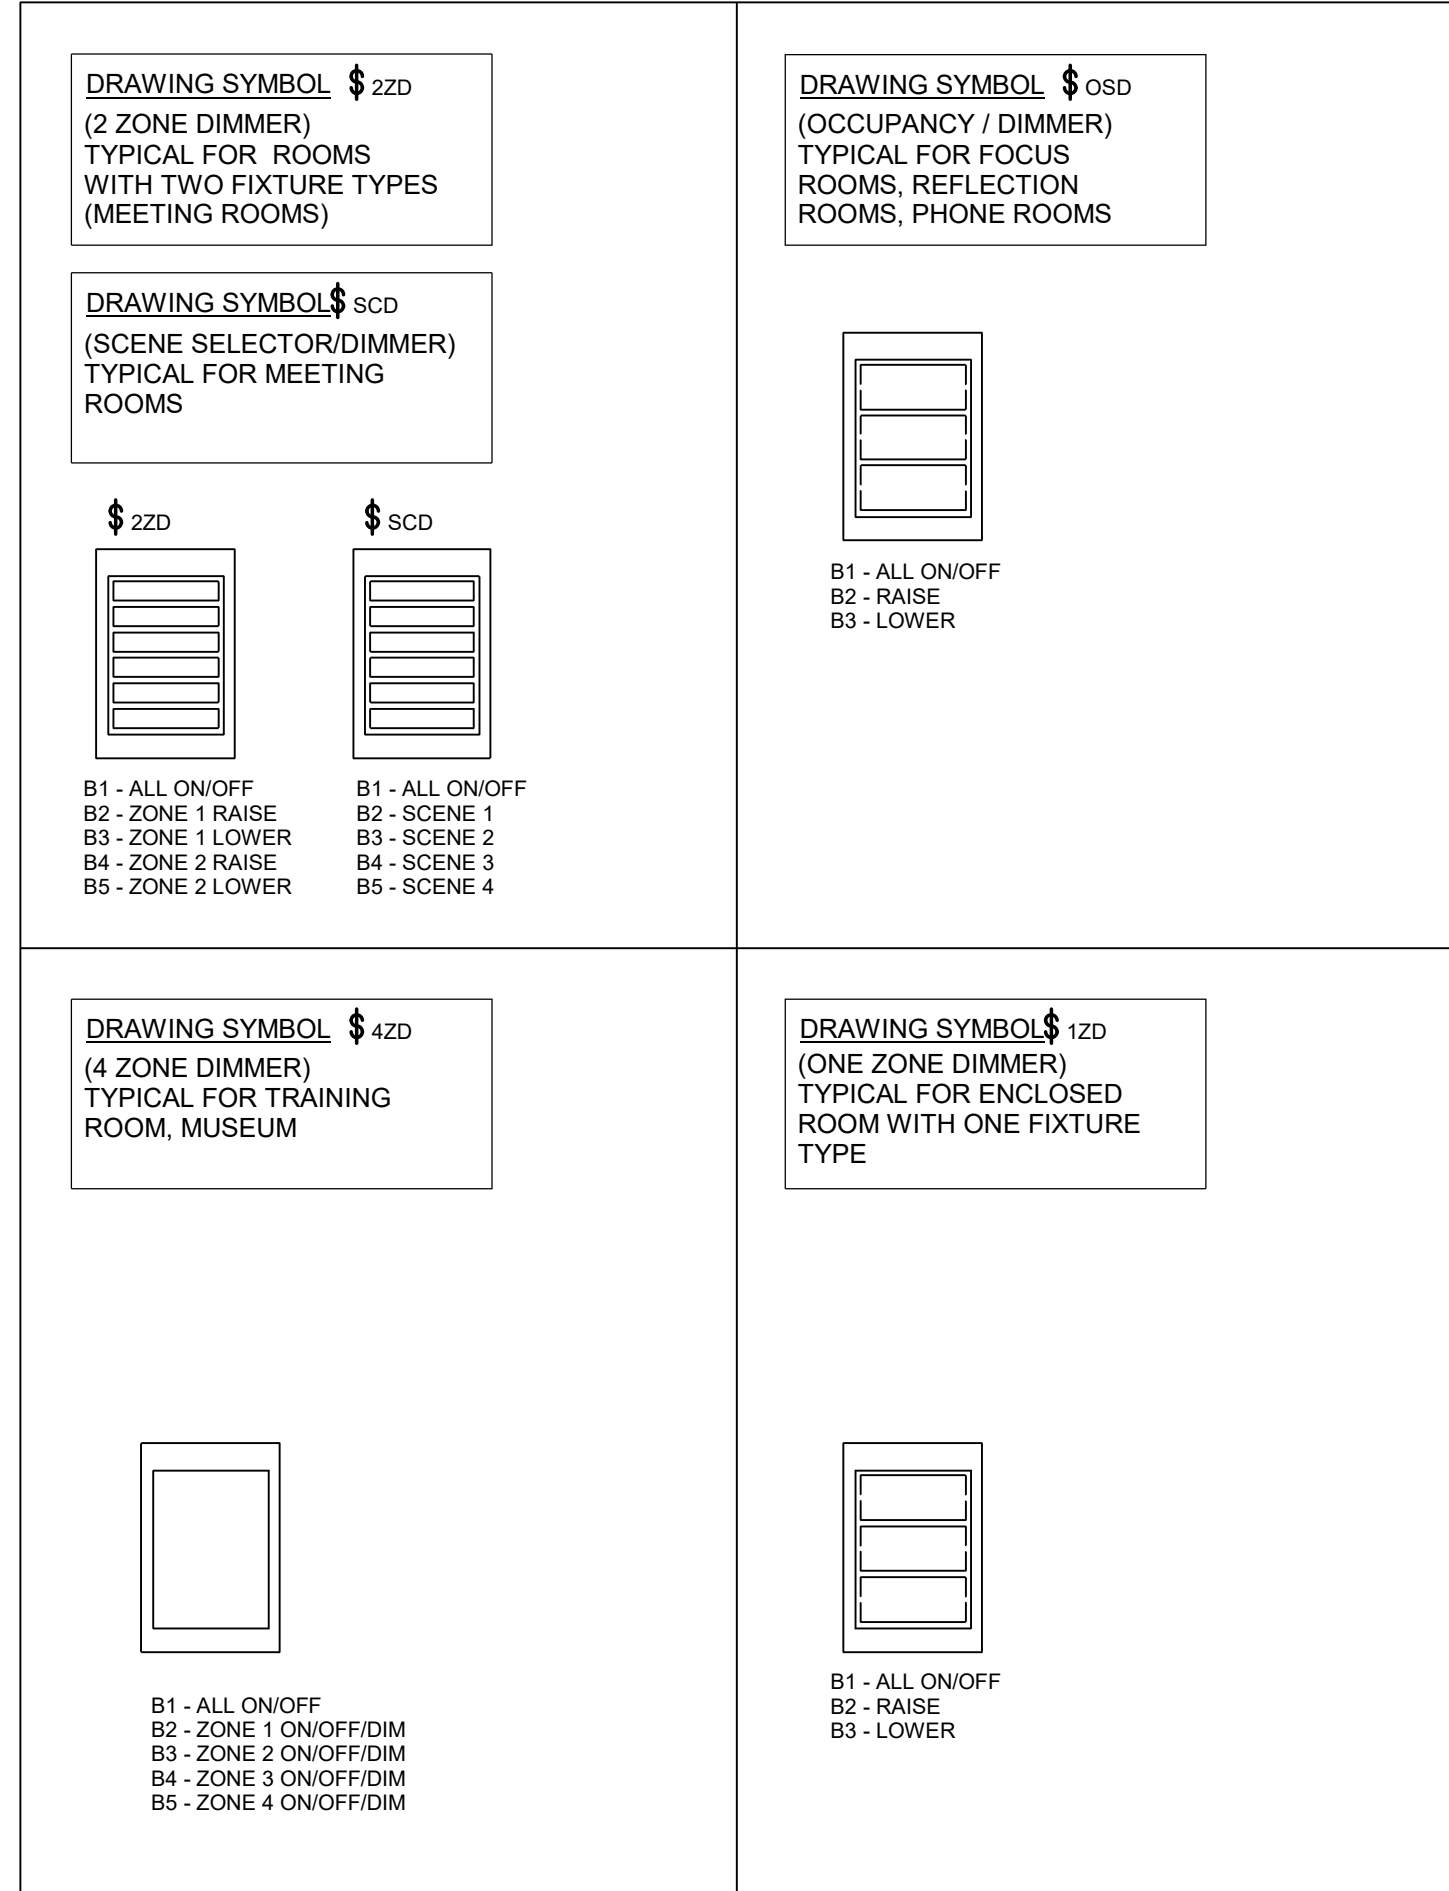 DRAWING SYMBOL $ 2ZD
(2 ZONE DIMMER)
TYPICAL FOR ROOMS
WITH TWO FIXTURE TYPES
(MEETING ROOMS)
DRAWING SYMBOL $ SCD
(SCENE SELECTOR/DIMMER)
TYPICAL FOR MEETING
ROOMS
$ 2ZD
B1 - ALL ON/OFF
B2 - ZONE 1 RAISE
B3 - ZONE 1 LOWER
B4 - ZONE 2 RAISE
B5 - ZONE 2 LOWER
$ SCD
B1 - ALL ON/OFF
B2 - SCENE 1
B3 - SCENE 2
B4 - SCENE 3
B5 - SCENE 4
DRAWING SYMBOL $ OSD
(OCCUPANCY / DIMMER)
TYPICAL FOR FOCUS
ROOMS, REFLECTION
ROOMS, PHONE ROOMS
B1 - ALL ON/OFF
B2 - RAISE
B3 - LOWER
DRAWING SYMBOL $ 4ZD
(4 ZONE DIMMER)
TYPICAL FOR TRAINING
ROOM, MUSEUM
B1 - ALL ON/OFF
B2 - ZONE 1 ON/OFF/DIM
B3 - ZONE 2 ON/OFF/DIM
B4 - ZONE 3 ON/OFF/DIM
B5 - ZONE 4 ON/OFF/DIM
DRAWING SYMBOL $ 1ZD
(ONE ZONE DIMMER)
TYPICAL FOR ENCLOSED
ROOM WITH ONE FIXTURE
TYPE
B1 - ALL ON/OFF
B2 - RAISE
B3 - LOWER